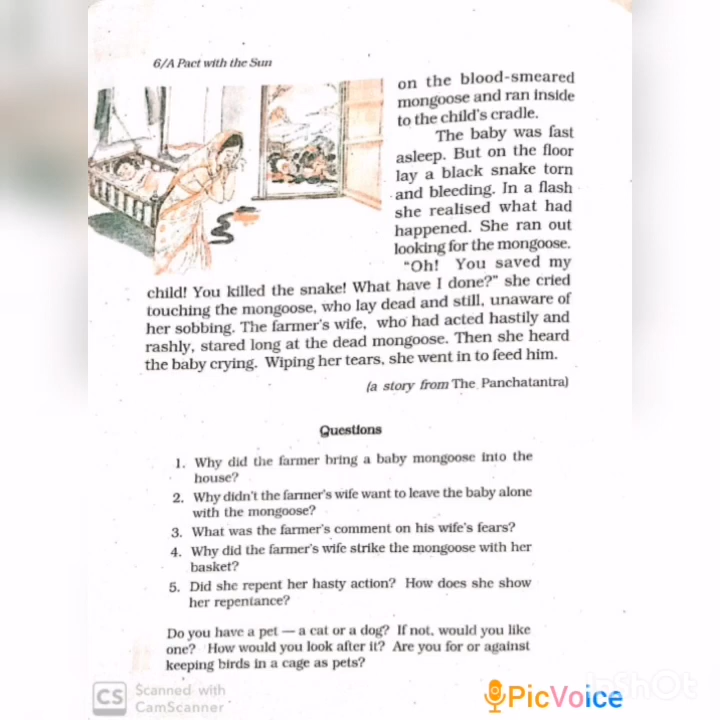 6/A Pact with the Sun
on the blood-smeared
mongoose and ran inside
to the child's cradle.
The baby was fast
asleep. But on the floor
lay a black snake torn
and bleeding. In a flash
she realised what had
happened. She ran out
looking for the mongoose.
"Oh! You saved my
child! You killed the snake! What have I done?" she cried
touching the mongoose, who lay dead and still, unaware of
her sobbing. The farmer's wife, who had acted hastily and
rashly, stared long at the dead mongoose. Then she heard
the baby crying. Wiping her tears, she went in to feed him.
(a story from The Panchatantra)
Questions
1. Why did the farmer bring a baby mongoose into the
house?
2. Why didn't the farmer's wife want to leave the baby alone
with the mongoose?
3. What was the farmer's comment on his wife's fears?
4. Why did the farmer's wife strike the mongoose with her
basket?
5. Did she repent her hasty action? How does she show
her repentance?
Do you have a pet — a cat or a dog? If not, would you like
one? How would you look after it? Are you for or against
keeping birds in a cage as pets?
CS Scanned with
CamScanner
PicVoice
InShOt